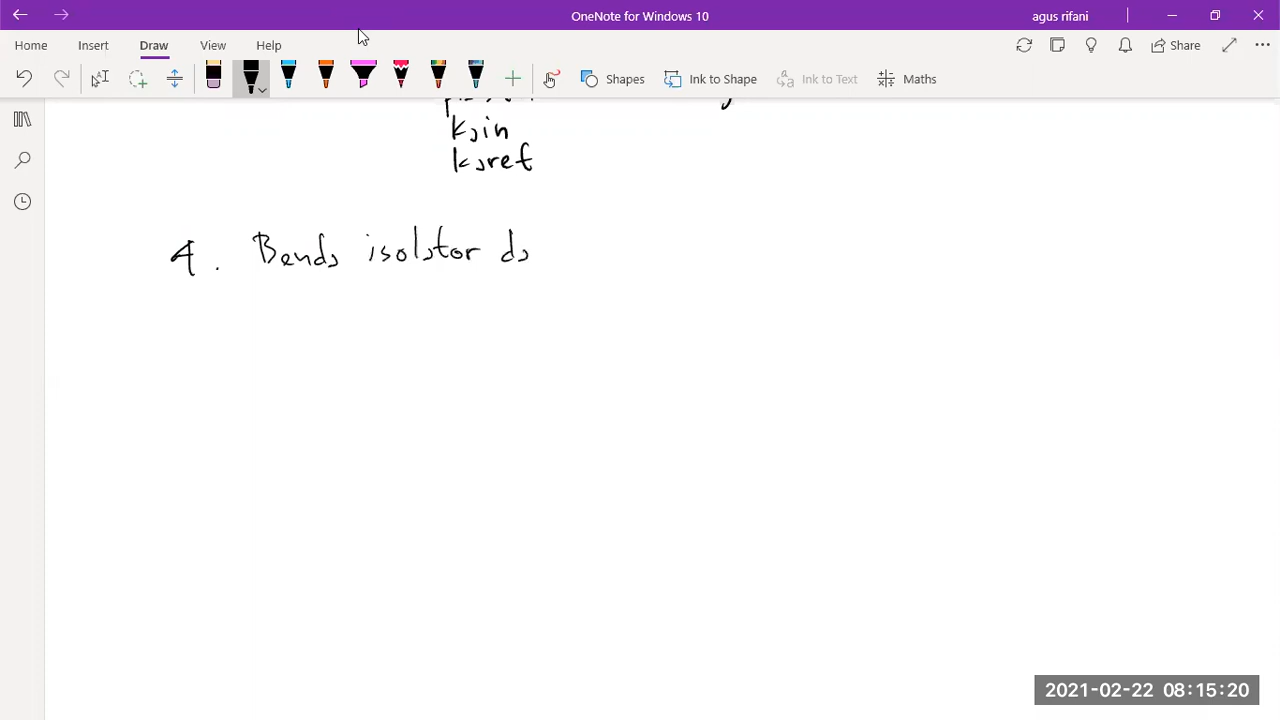 OneNote for Windows 10
agus rifani
Home Insert Draw View Help
Share
Shapes Ink to Shape Ink to Text Maths
kain
karet
4. Benda isolator da
2021-02-22 08:15:20